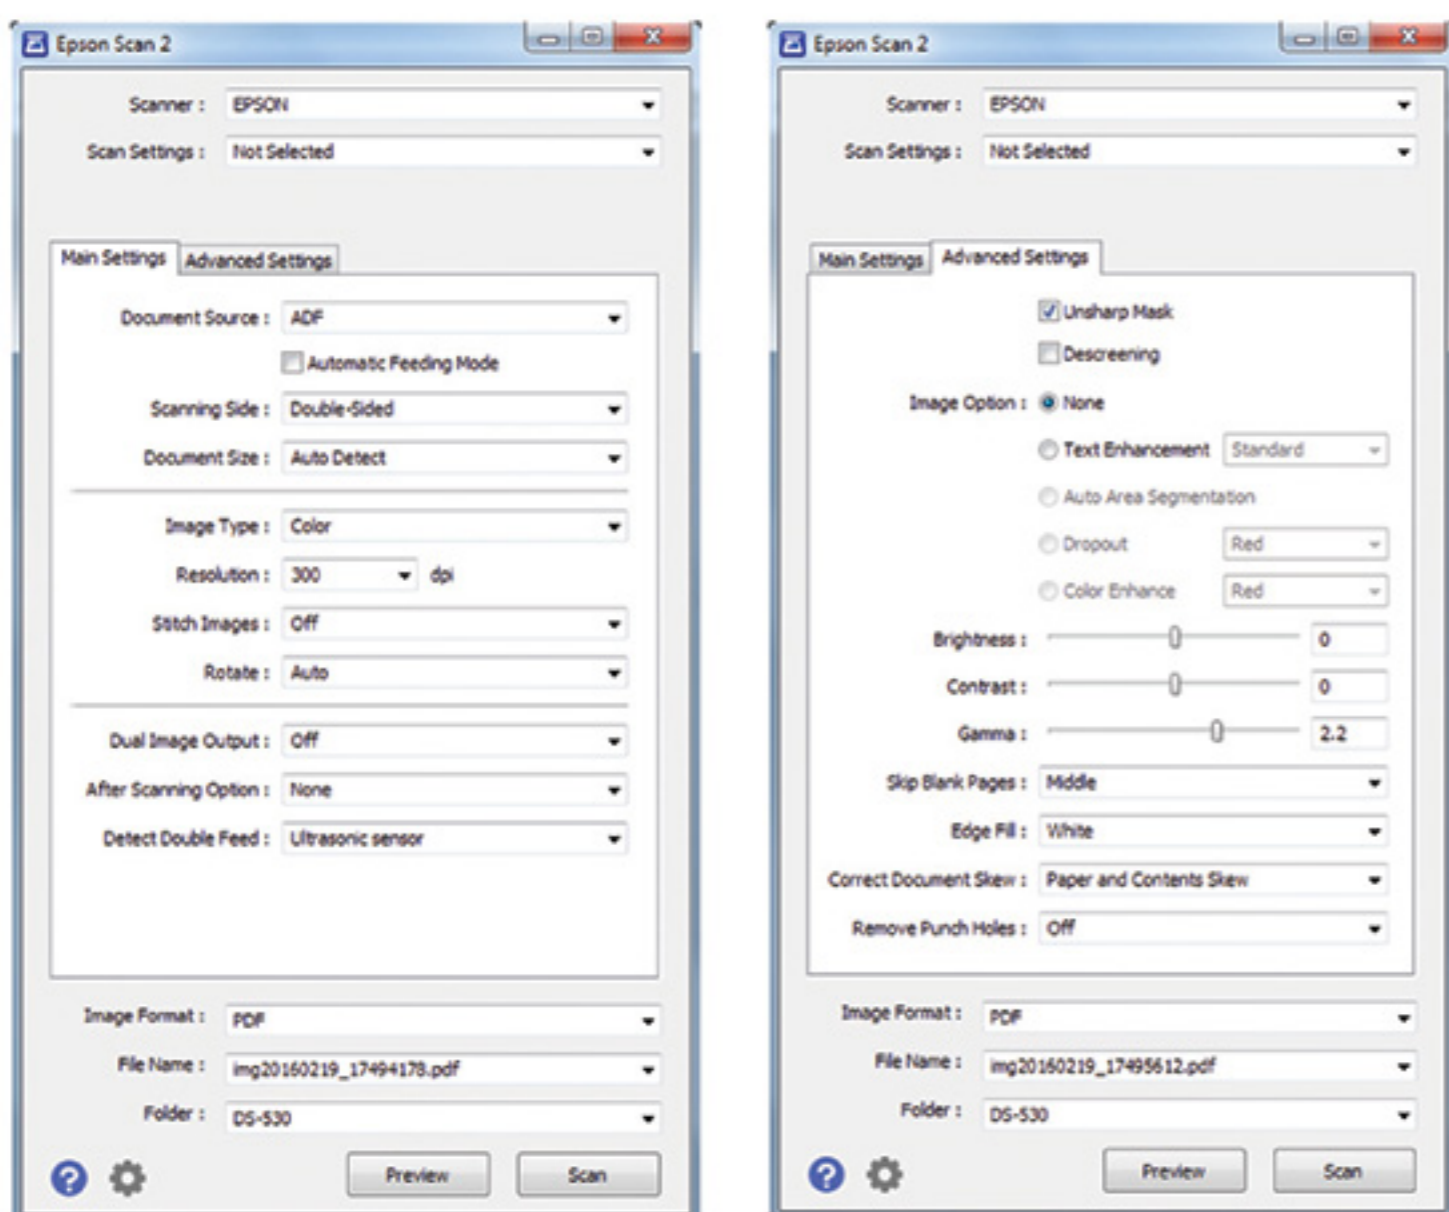 Epson Scan 2
Scanner : EPSON
Scan Settings : Not Selected
Main Settings Advanced Settings
Document Source : ADF
Automatic Feeding Mode
Scanning Side : Double-Sided
Document Size : Auto Detect
Image Type : Color
Resolution : 300 dpi
Stitch Images : Off
Rotate : Auto
Dual Image Output : Off
After Scanning Option : None
Detect Double Feed : Ultrasonic sensor
Image Format : PDF
File Name : img20160219_17494178.pdf
Folder : DS-530
? Preview Scan
Epson Scan 2
Scanner : EPSON
Scan Settings : Not Selected
Main Settings Advanced Settings
Unsharp Mask
Descreening
Image Option : None
Text Enhancement Standard
Auto Area Segmentation
Dropout Red
Color Enhance Red
Brightness : 0
Contrast : 0
Gamma : 2.2
Skip Blank Pages : Middle
Edge Fill : White
Correct Document Skew : Paper and Contents Skew
Remove Punch Holes : Off
Image Format : PDF
File Name : img20160219_17495612.pdf
Folder : DS-530
? Preview Scan